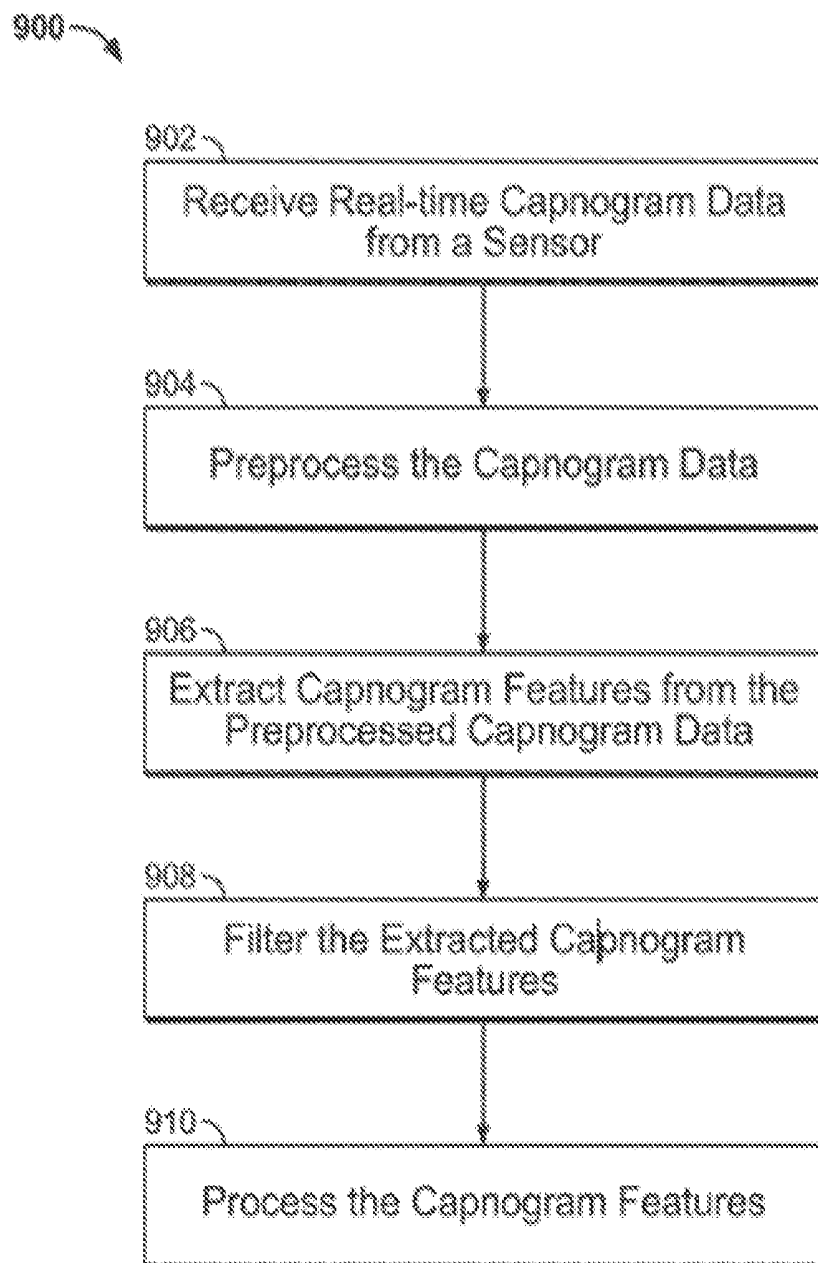 900
902
Receive Real-time Capnogram Data
from a Sensor
904
Preprocess the Capnogram Data
906
Extract Capnogram Features from the
Preprocessed Capnogram Data
908
Filter the Extracted Capnogram
Features
910
Process the Capnogram Features